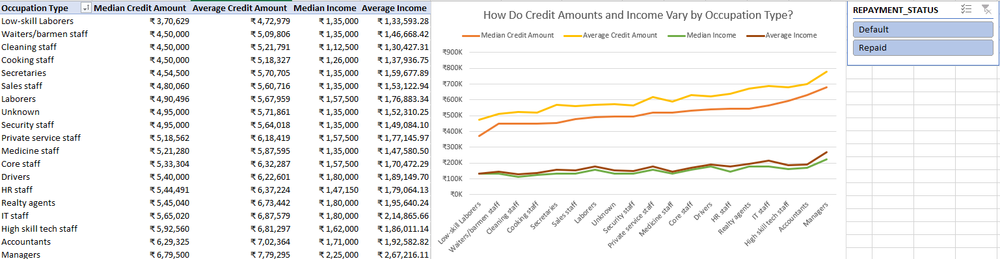 Occupation Type Median Credit Amount Average Credit Amount Median Income Average Income
Low-skill Laborers ₹ 3,70,629 ₹ 4,72,979 ₹ 1,35,000 ₹ 1,33,593.28
Waiters/barmen staff ₹ 4,50,000 ₹ 5,09,806 ₹ 1,35,000 ₹ 1,46,668.42
Cleaning staff ₹ 4,50,000 ₹ 5,21,791 ₹ 1,12,500 ₹ 1,30,427.31
Cooking staff ₹ 4,50,000 ₹ 5,18,327 ₹ 1,26,000 ₹ 1,37,936.75
Secretaries ₹ 4,54,500 ₹ 5,70,705 ₹ 1,35,000 ₹ 1,59,677.89
Sales staff ₹ 4,80,060 ₹ 5,60,716 ₹ 1,35,000 ₹ 1,53,122.94
Laborers ₹ 4,90,496 ₹ 5,67,959 ₹ 1,57,500 ₹ 1,76,883.34
Unknown ₹ 4,95,000 ₹ 5,71,861 ₹ 1,35,000 ₹ 1,52,310.25
Security staff ₹ 4,95,000 ₹ 5,64,018 ₹ 1,35,000 ₹ 1,49,084.10
Private service staff ₹ 5,18,562 ₹ 6,18,419 ₹ 1,57,500 ₹ 1,77,145.97
Medicine staff ₹ 5,21,280 ₹ 5,87,595 ₹ 1,35,000 ₹ 1,47,580.50
Core staff ₹ 5,33,304 ₹ 6,32,287 ₹ 1,57,500 ₹ 1,70,472.29
Drivers ₹ 5,40,000 ₹ 6,22,601 ₹ 1,80,000 ₹ 1,89,149.70
HR staff ₹ 5,44,491 ₹ 6,37,224 ₹ 1,47,150 ₹ 1,79,064.13
Realty agents ₹ 5,45,040 ₹ 6,73,442 ₹ 1,80,000 ₹ 1,95,640.24
IT staff ₹ 5,65,020 ₹ 6,87,579 ₹ 1,80,000 ₹ 2,14,865.66
High skill tech staff ₹ 5,92,560 ₹ 6,81,297 ₹ 1,62,000 ₹ 1,86,011.14
Accountants ₹ 6,29,325 ₹ 7,02,364 ₹ 1,71,000 ₹ 1,92,582.82
Managers ₹ 6,79,500 ₹ 7,79,295 ₹ 2,25,000 ₹ 2,67,216.11
How Do Credit Amounts and Income Vary by Occupation Type?
Median Credit Amount Average Credit Amount Median Income Average Income
₹900K
₹800K
₹700K
₹600K
₹500K
₹400K
₹300K
₹200K
₹100K
₹0K
Low-skill Laborers
Waiters/barmen staff
Cleaning staff
Cooking staff
Secretaries
Sales staff
Laborers
Unknown
Security staff
Private service staff
Medicine staff
Core staff
Drivers
HR staff
Realty agents
IT staff
High skill tech staff
Accountants
Managers
REPAYMENT_STATUS
Default
Repaid